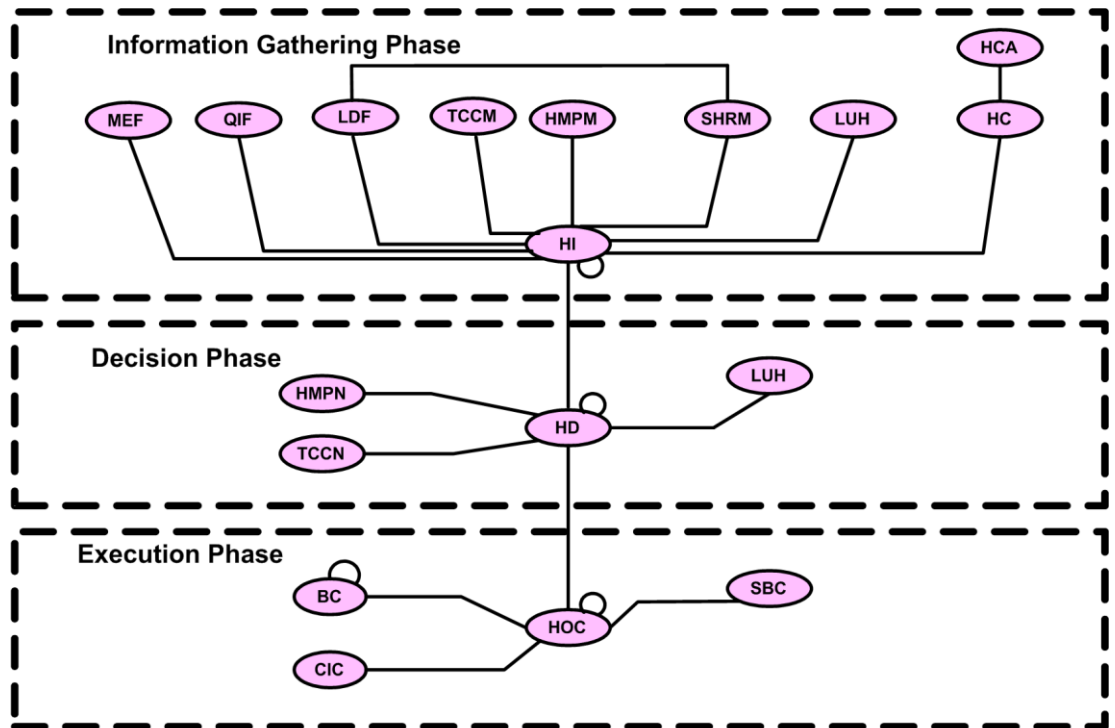 Information Gathering Phase
HCA
MEF
QIF
LDF
TCCM
HMPM
SHRM
LUH
HC
HI
Decision Phase
LUH
HMPN
HD
TCCN
Execution Phase
SBC
BC
HOC
CIC